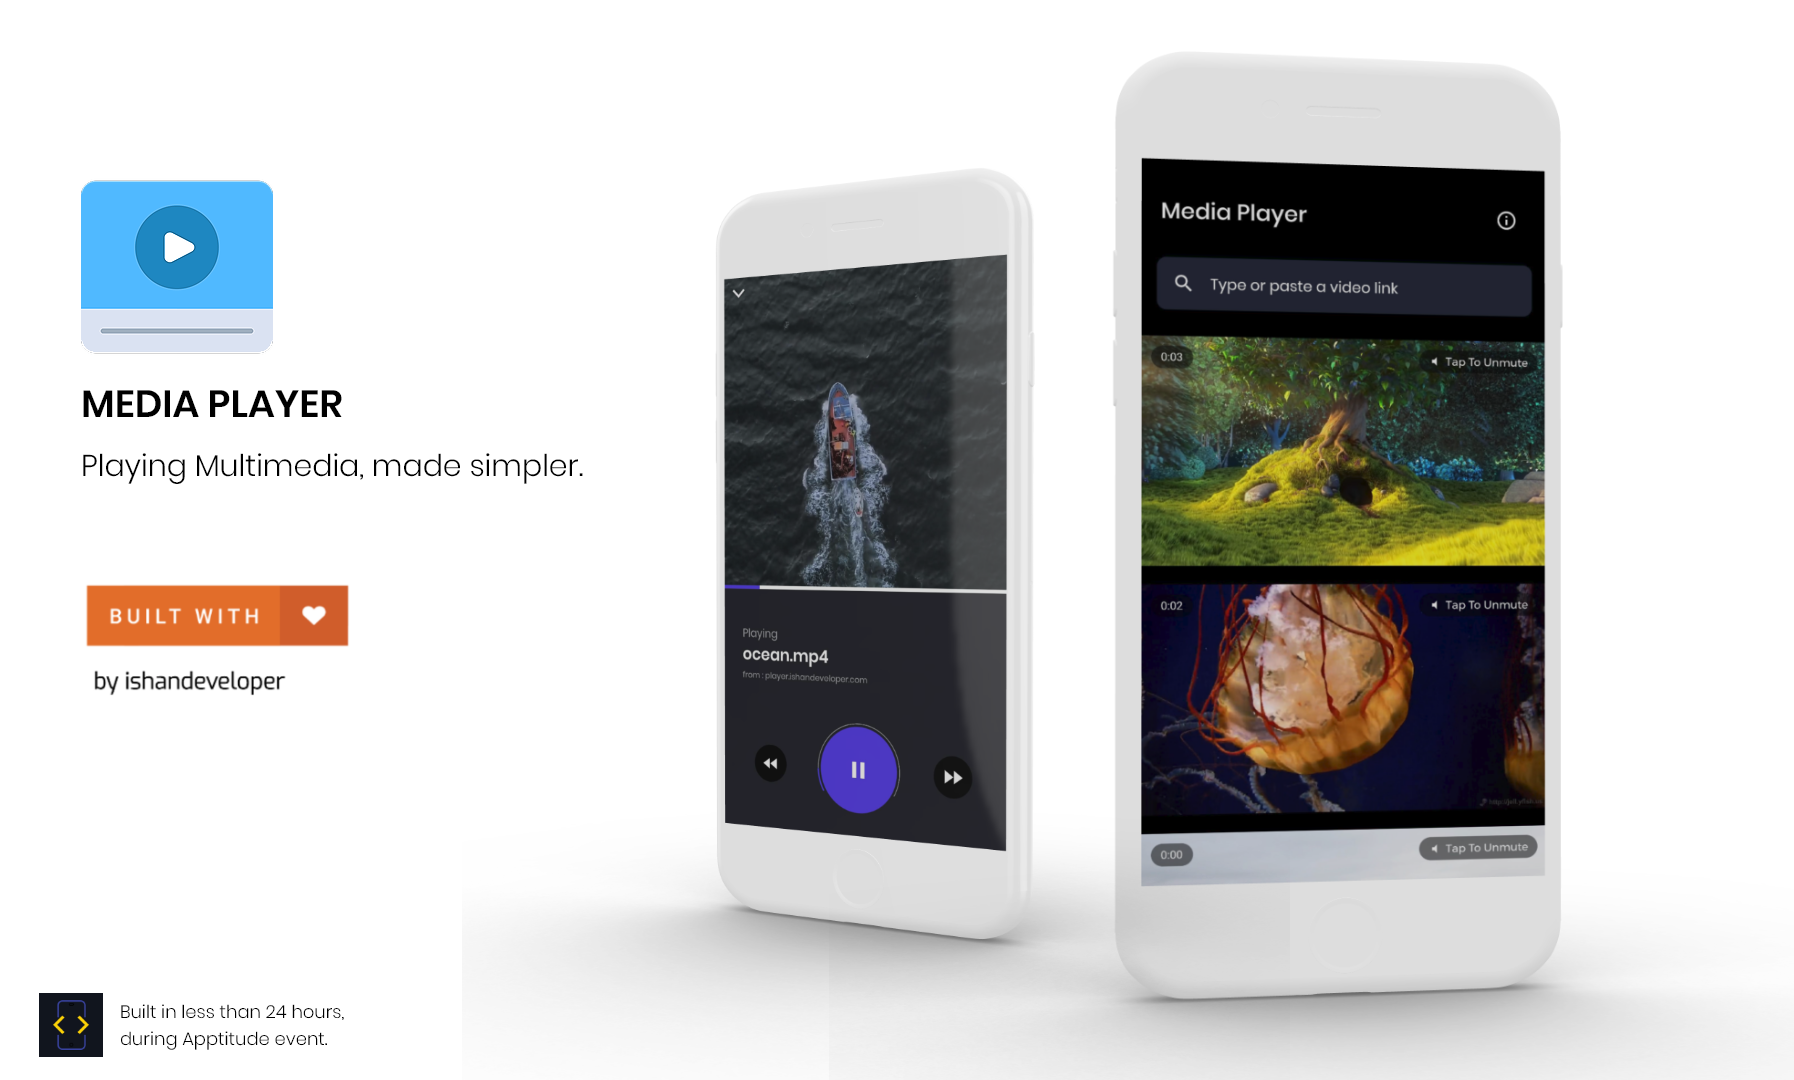 MEDIA PLAYER
Playing Multimedia, made simpler.
BUILT WITH
by ishandeveloper
Built in less than 24 hours,
during Apptitude event.
Playing
ocean.mp4
from : player.ishandeveloper.com
Media Player
Type or paste a video link
0:03
Tap To Unmute
0:02
Tap To Unmute
0:00
Tap To Unmute